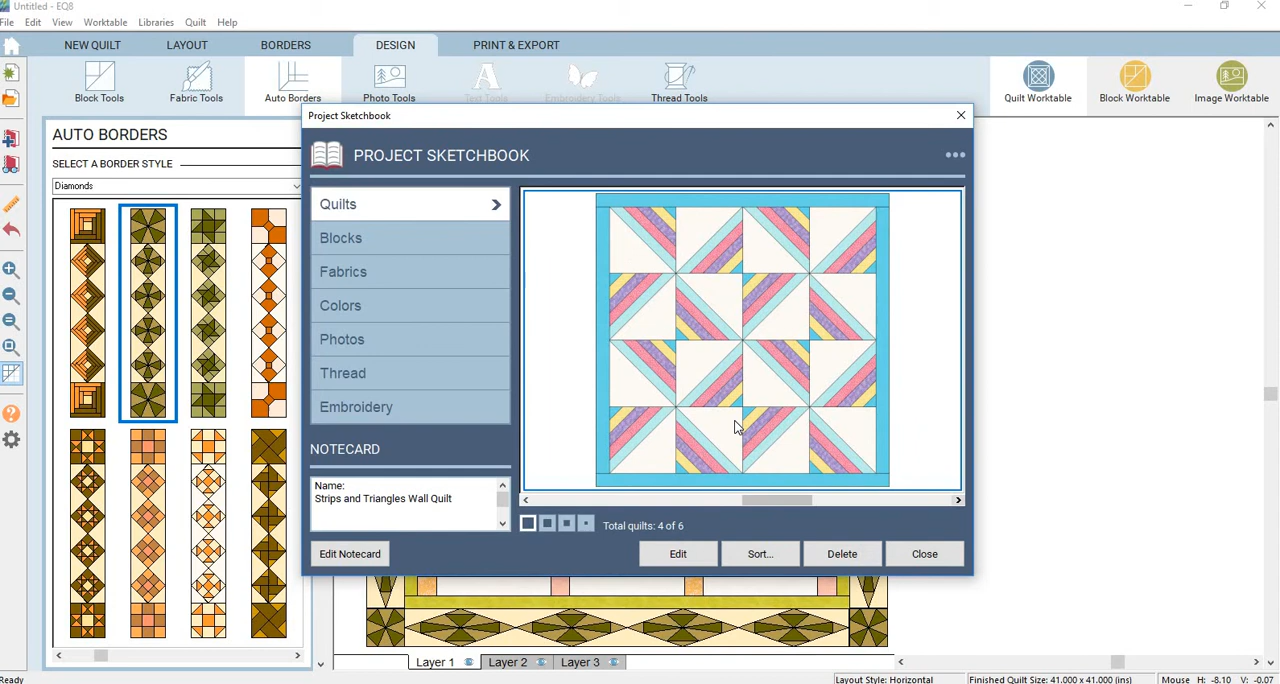 Untitled - EQ8
File Edit View Worktable Libraries Quilt Help
NEW QUILT LAYOUT BORDERS DESIGN PRINT & EXPORT
Block Tools Fabric Tools Auto Borders Photo Tools Text Tools Embroidery Tools Thread Tools Quilt Worktable Block Worktable Image Worktable
Project Sketchbook
AUTO BORDERS
SELECT A BORDER STYLE
Diamonds
PROJECT SKETCHBOOK
Quilts
Blocks
Fabrics
Colors
Photos
Thread
Embroidery
NOTECARD
Name:
Strips and Triangles Wall Quilt
Total quilts: 4 of 6
Edit Notecard Edit Sort... Delete Close
Layer 1 Layer 2 Layer 3
Ready Layout Style: Horizontal Finished Quilt Size: 41.000 x 41.000 (ins) Mouse H: -8.10 V: -0.07